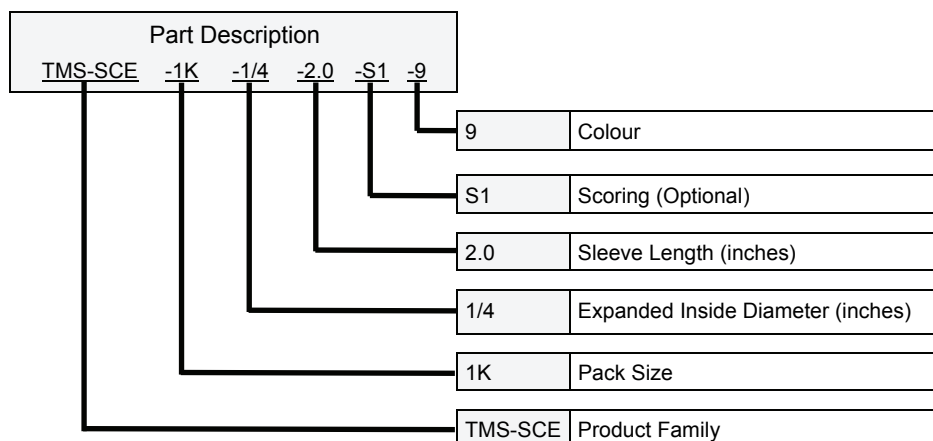 Part Description
TMS-SCE -1K -1/4 -2.0 -S1 -9
9 Colour
S1 Scoring (Optional)
2.0 Sleeve Length (inches)
1/4 Expanded Inside Diameter (inches)
1K Pack Size
TMS-SCE Product Family